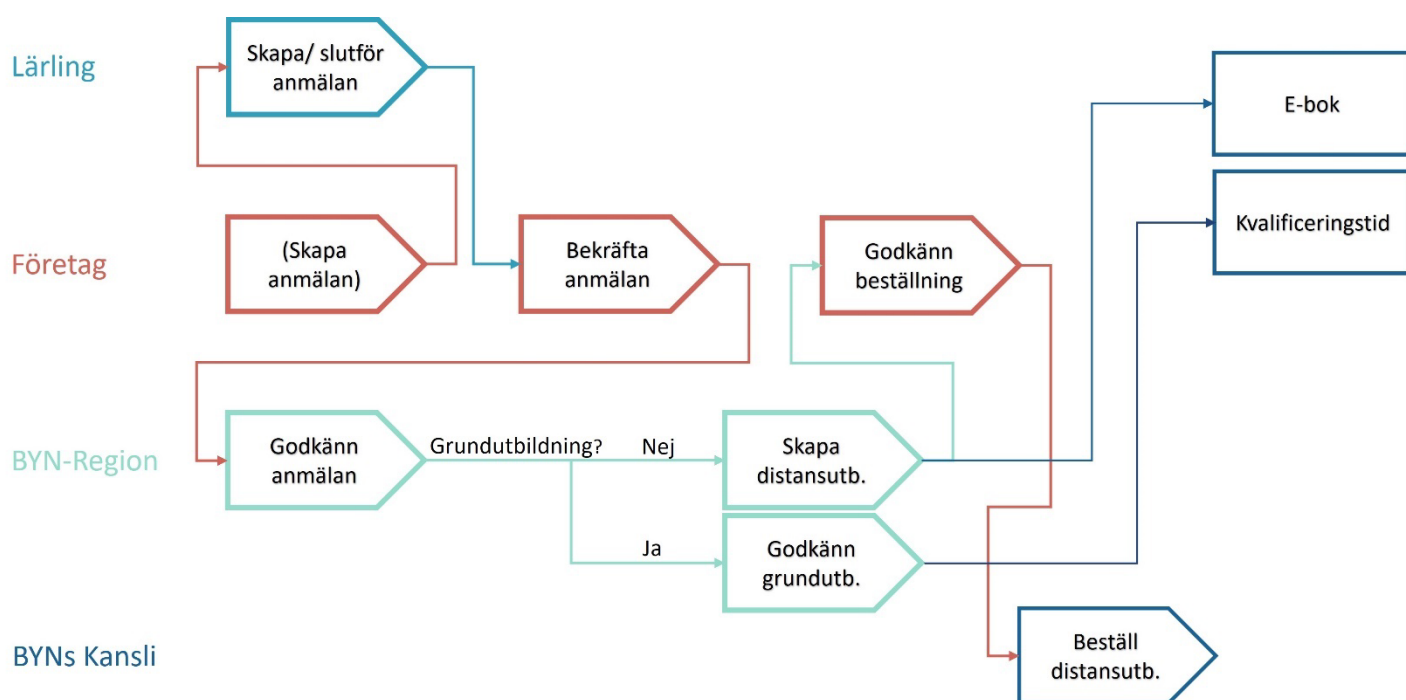 Lärling
Skapa/ slutför
anmälan
E-bok
Företag
(Skapa
anmälan)
Bekräfta
anmälan
Godkänn
beställning
Kvalificeringstid
BYN-Region
Godkänn
anmälan
Grundutbildning?
Nej
Skapa
distansutb.
Ja
Godkänn
grundutb.
BYNs Kansli
Beställ
distansutb.